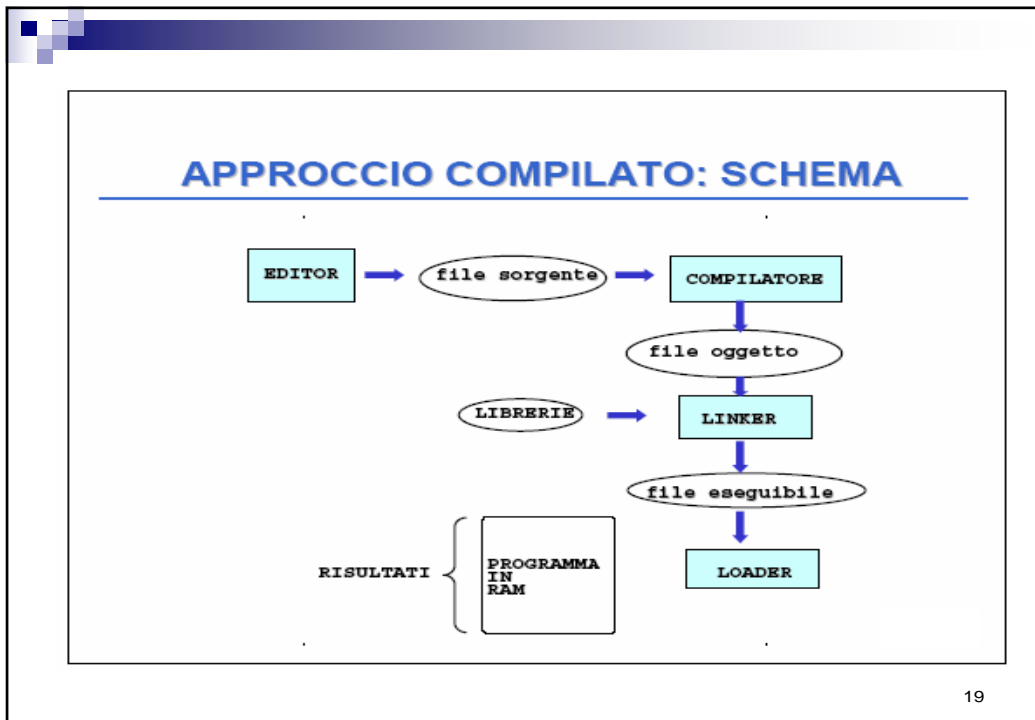 APPROCCIO COMPILATO: SCHEMA
EDITOR
file sorgente
COMPILATORE
file oggetto
LIBRERIE
LINKER
file eseguibile
RISULTATI
PROGRAMMA
IN
RAM
LOADER
19